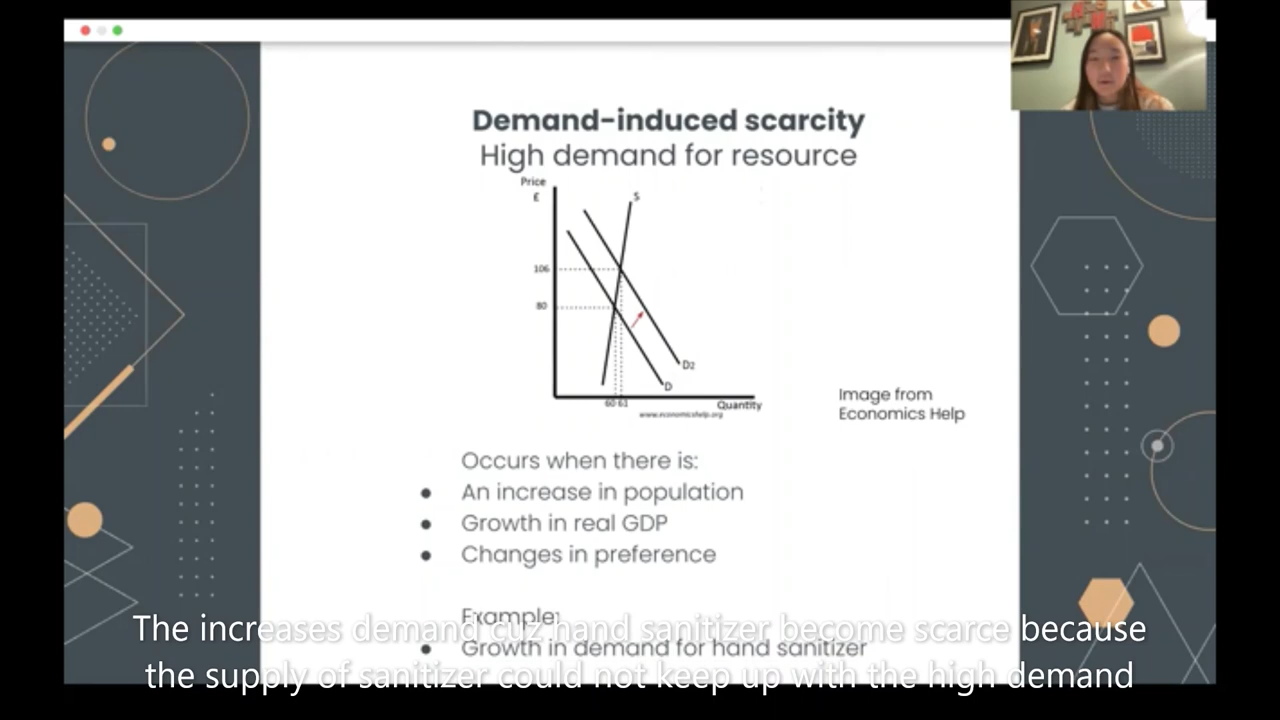 Demand-induced scarcity
High demand for resource
Price
£
S
106
80
D2
D
60 61
Quantity
www.economicshelp.org
Image from
Economics Help
Occurs when there is:
● An increase in population
● Growth in real GDP
● Changes in preference
Example:
● Growth in demand for hand sanitizer
The increases demand cuz hand sanitizer become scarce because
the supply of sanitizer could not keep up with the high demand